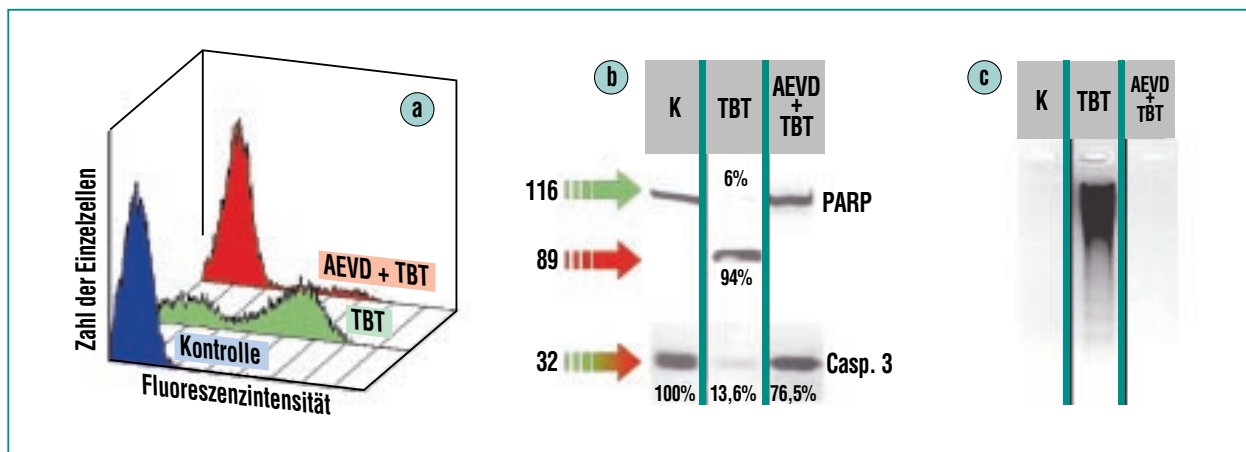 a
Zahl der Einzelzellen
AEVD + TBT
TBT
Kontrolle
Fluoreszenzintensität
b
K
TBT
AEVD
+
TBT
116
6%
PARP
89
94%
32
Casp. 3
100%
13,6%
76,5%
c
K
TBT
AEVD
+
TBT